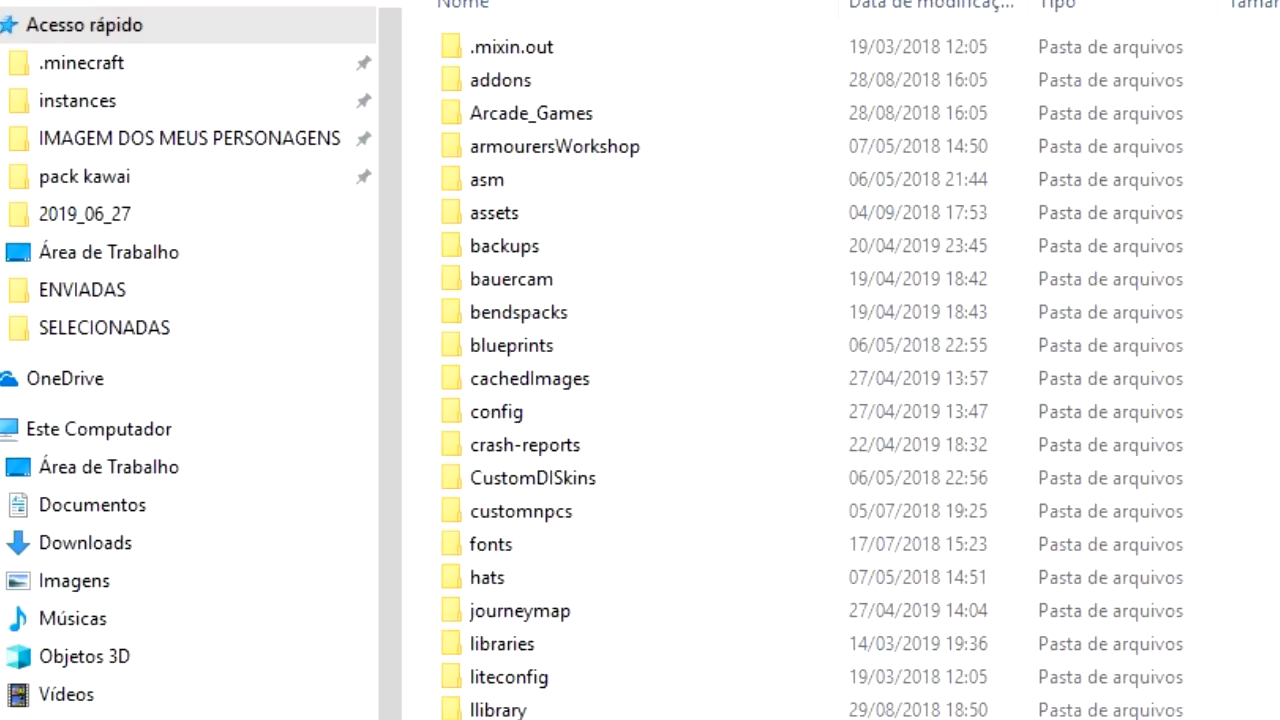 Acesso rápido
.minecraft
instances
IMAGEM DOS MEUS PERSONAGENS
pack kawai
2019_06_27
Área de Trabalho
ENVIADAS
SELECIONADAS
OneDrive
Este Computador
Área de Trabalho
Documentos
Downloads
Imagens
Músicas
Objetos 3D
Vídeos
Nome Data de modificaç... Tipo Tamar
.mixin.out 19/03/2018 12:05 Pasta de arquivos
addons 28/08/2018 16:05 Pasta de arquivos
Arcade_Games 28/08/2018 16:05 Pasta de arquivos
armourersWorkshop 07/05/2018 14:50 Pasta de arquivos
asm 06/05/2018 21:44 Pasta de arquivos
assets 04/09/2018 17:53 Pasta de arquivos
backups 20/04/2019 23:45 Pasta de arquivos
bauercam 19/04/2019 18:42 Pasta de arquivos
bendspacks 19/04/2019 18:43 Pasta de arquivos
blueprints 06/05/2018 22:55 Pasta de arquivos
cachedImages 27/04/2019 13:57 Pasta de arquivos
config 27/04/2019 13:47 Pasta de arquivos
crash-reports 22/04/2019 18:32 Pasta de arquivos
CustomDISkins 06/05/2018 22:56 Pasta de arquivos
customnpcs 05/07/2018 19:25 Pasta de arquivos
fonts 17/07/2018 15:23 Pasta de arquivos
hats 07/05/2018 14:51 Pasta de arquivos
journeymap 27/04/2019 14:04 Pasta de arquivos
libraries 14/03/2019 19:36 Pasta de arquivos
liteconfig 19/03/2018 12:05 Pasta de arquivos
llibrary 29/08/2018 18:50 Pasta de arquivos